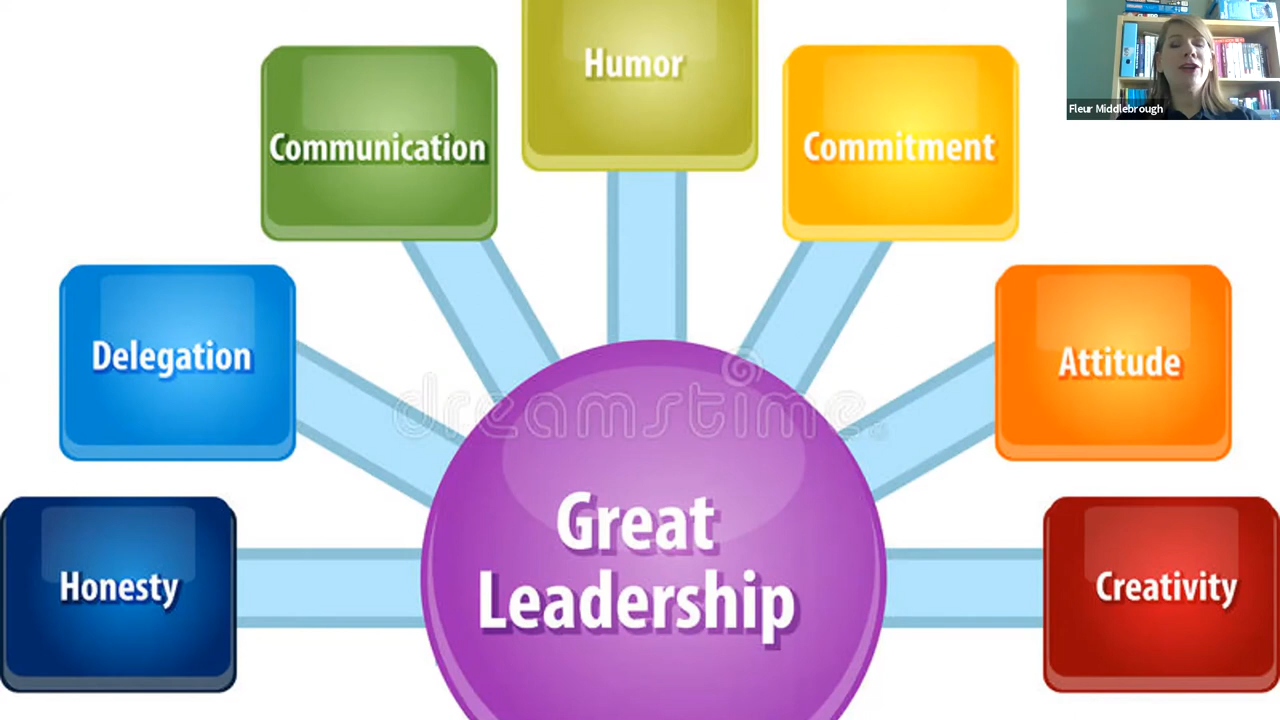 Humor
Communication
Commitment
Fleur Middlebrough
Delegation
Attitude
dreamstime.
Great
Leadership
Honesty
Creativity